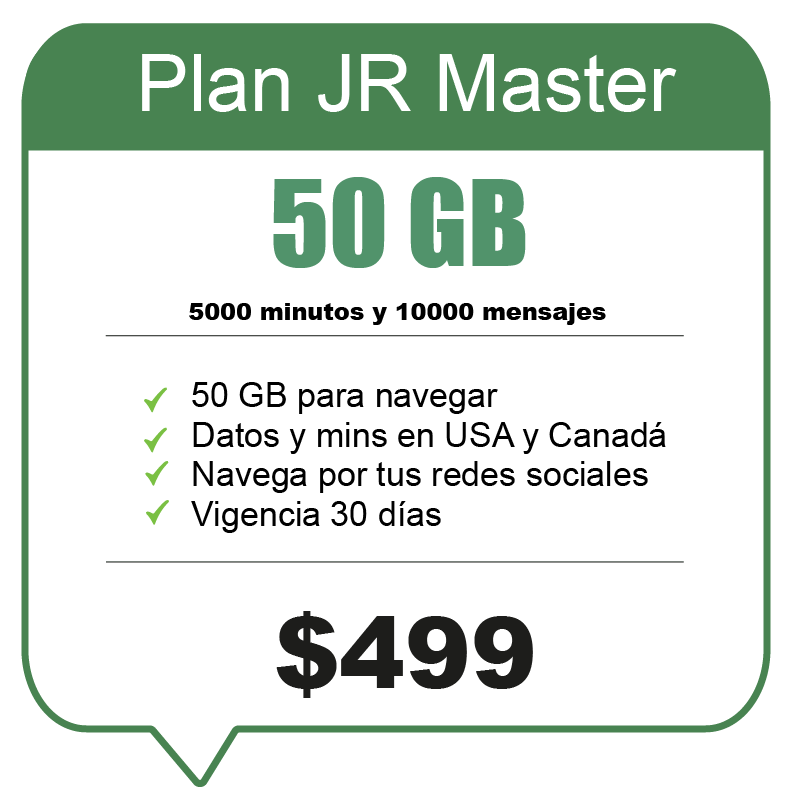 Plan JR Master
50 GB
5000 minutos y 10000 mensajes
50 GB para navegar
Datos y mins en USA y Canadá
Navega por tus redes sociales
Vigencia 30 días
$499